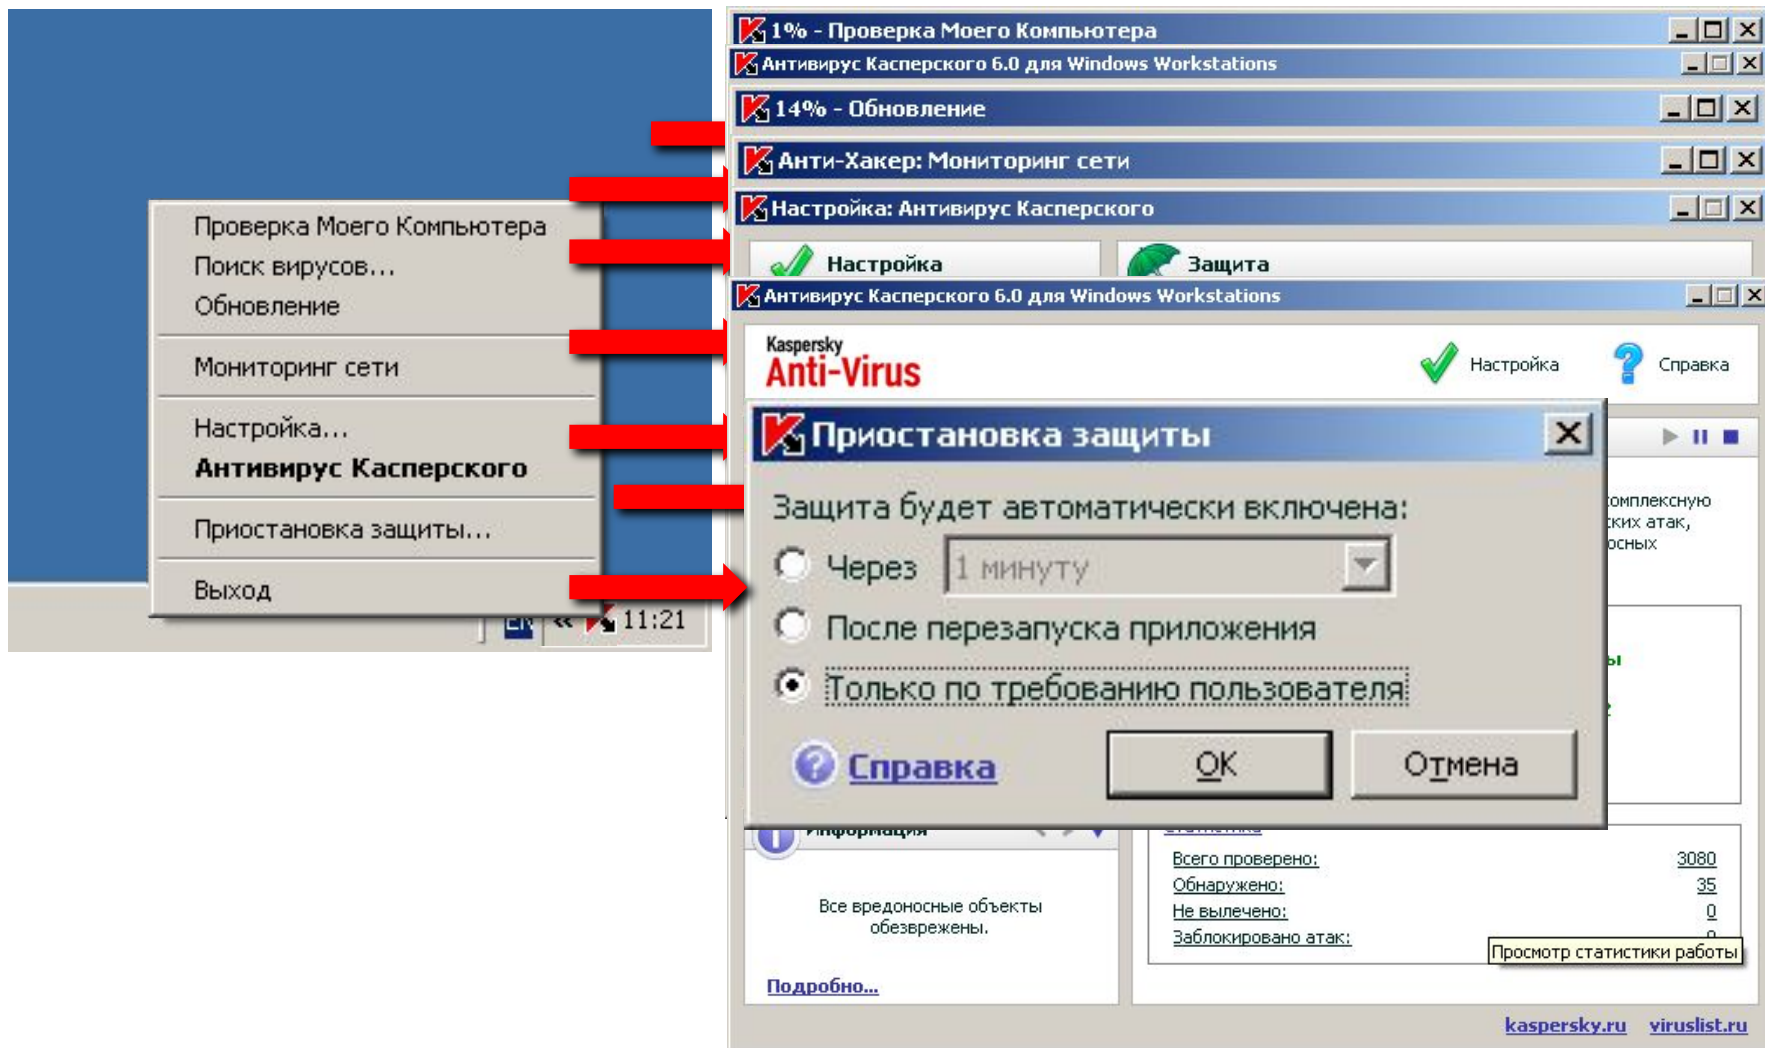 Проверка Моего Компьютера
Поиск вирусов...
Обновление
Мониторинг сети
Настройка...
Антивирус Касперского
Приостановка защиты...
Выход
EN « 11:21
1% - Проверка Моего Компьютера
Антивирус Касперского 6.0 для Windows Workstations
14% - Обновление
Анти-Хакер: Мониторинг сети
Настройка: Антивирус Касперского
Настройка Защита
Антивирус Касперского 6.0 для Windows Workstations
Kaspersky
Anti-Virus
Настройка Справка
Приостановка защиты
Защита будет автоматически включена:
Через 1 минуту
После перезапуска приложения
Только по требованию пользователя
Справка OK Отмена
Информация
Статистика
Всего проверено: 3080
Обнаружено: 35
Не вылечено: 0
Заблокировано атак:
Просмотр статистики работы
Все вредоносные объекты
обезврежены.
Подробно...
kaspersky.ru viruslist.ru